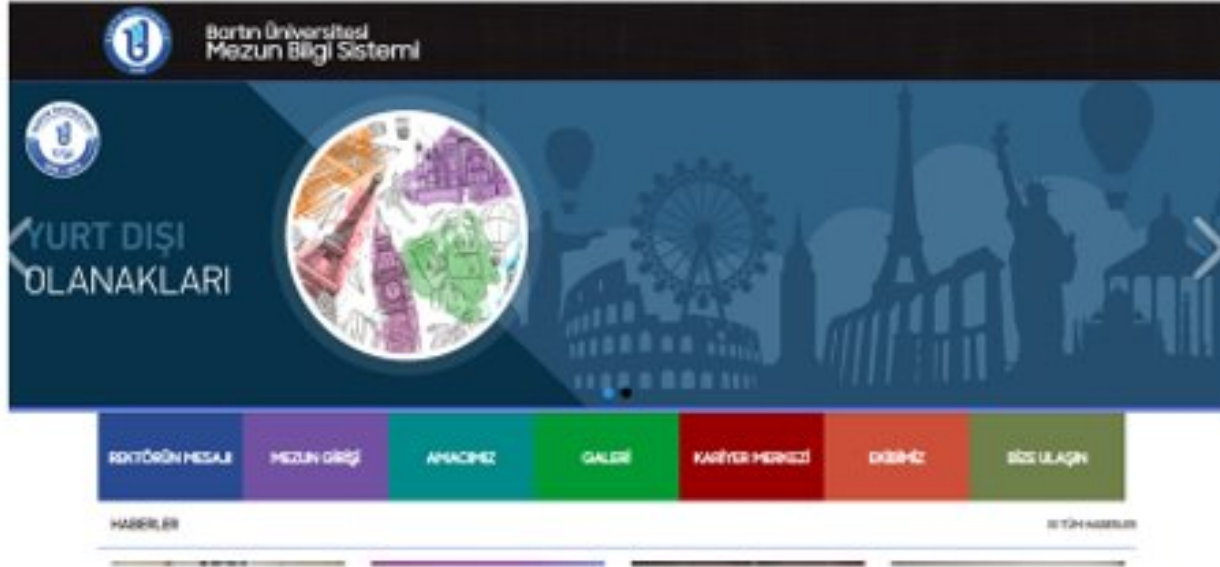 Bartın Üniversitesi
Mezun Bilgi Sistemi
YURT DIŞI
OLANAKLARI
REKTÖRÜN MESAJI
MEZUN GİRİŞİ
AMACIMIZ
GALERİ
KARİYER MERKEZİ
EKİBİMİZ
BİZE ULAŞIN
HABERLER
TÜM HABERLER